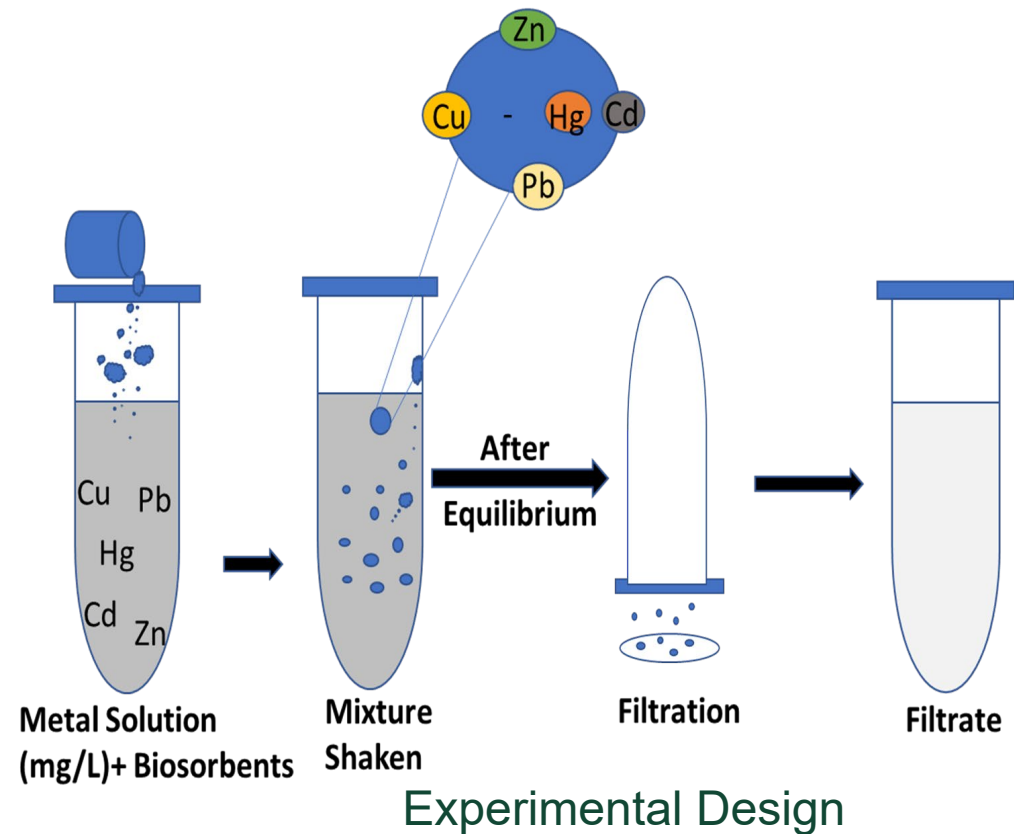 Zn
Cu - Hg Cd
Pb
After
Equilibrium
Cu Pb
Hg
Cd
Zn
Metal Solution
(mg/L)+ Biosorbents
Mixture
Shaken
Filtration
Filtrate
Experimental Design